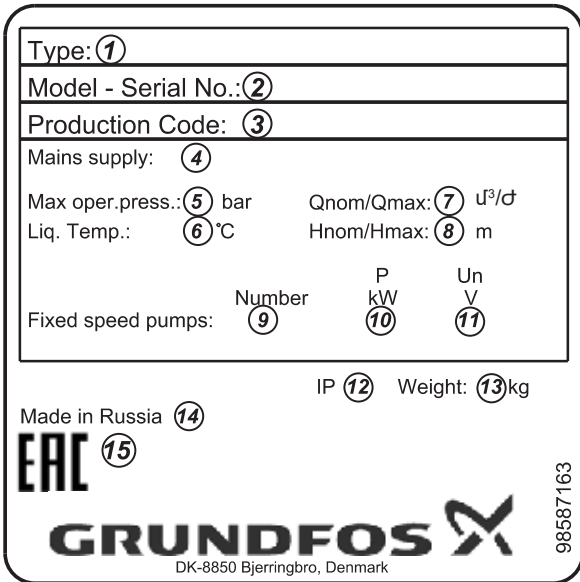 Type: 1
Model - Serial No.: 2
Production Code: 3
Mains supply: 4
Max oper.press.: 5 bar Qnom/Qmax: 7 մ³/ժ
Liq. Temp.: 6 °C Hnom/Hmax: 8 m
P Un
Number kW V
Fixed speed pumps: 9 10 11
IP 12 Weight: 13 kg
Made in Russia 14
EAC 15
GRUNDFOS X
DK-8850 Bjerringbro, Denmark
98587163